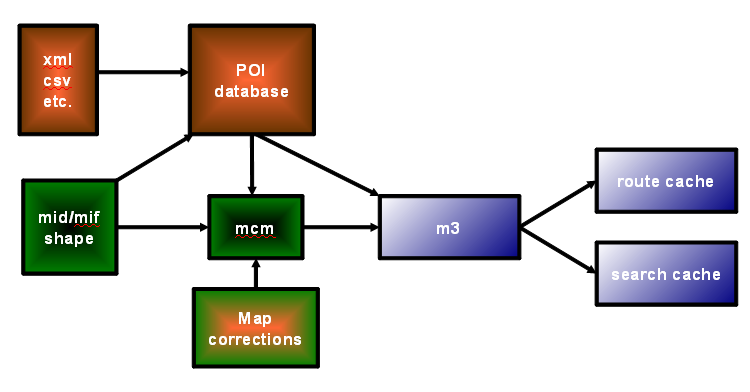 xml
csv
etc.
POI
database
mid/mif
shape
mcm
m3
route cache
search cache
Map
corrections